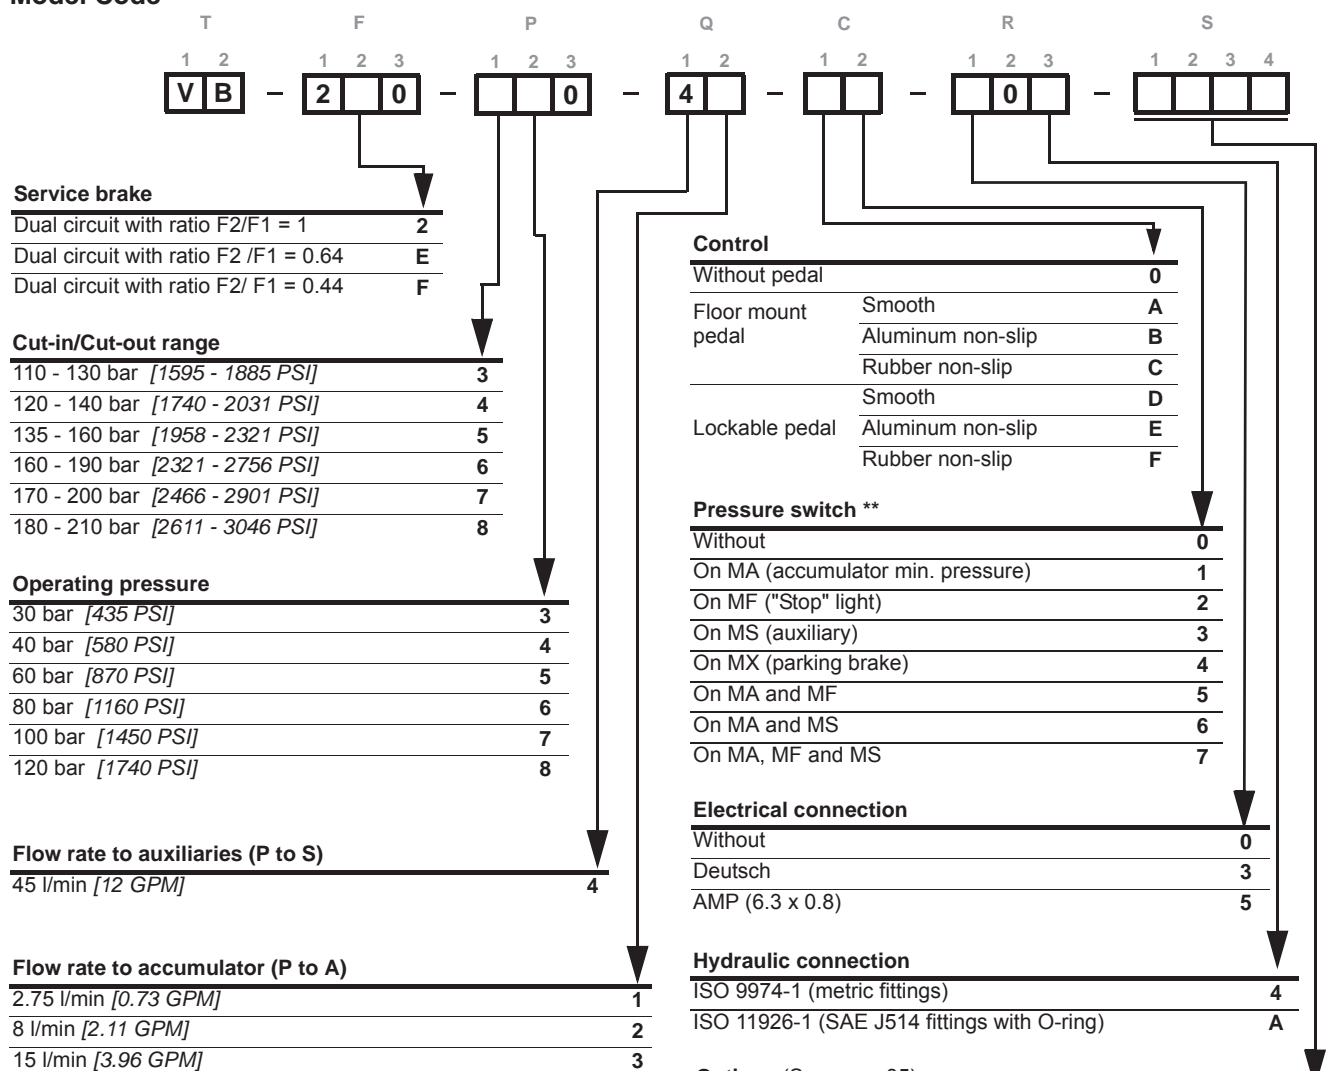 Model Code
T F P Q C R S
1 2 1 2 3 1 2 3 1 2 1 2 1 2 3 1 2 3 4
V B – 2 0 – 0 – 4 – – 0 –
Service brake
Dual circuit with ratio F2/F1 = 1 2
Dual circuit with ratio F2 /F1 = 0.64 E
Dual circuit with ratio F2/ F1 = 0.44 F
Cut-in/Cut-out range
110 - 130 bar [1595 - 1885 PSI] 3
120 - 140 bar [1740 - 2031 PSI] 4
135 - 160 bar [1958 - 2321 PSI] 5
160 - 190 bar [2321 - 2756 PSI] 6
170 - 200 bar [2466 - 2901 PSI] 7
180 - 210 bar [2611 - 3046 PSI] 8
Operating pressure
30 bar [435 PSI] 3
40 bar [580 PSI] 4
60 bar [870 PSI] 5
80 bar [1160 PSI] 6
100 bar [1450 PSI] 7
120 bar [1740 PSI] 8
Flow rate to auxiliaries (P to S)
45 l/min [12 GPM] 4
Flow rate to accumulator (P to A)
2.75 l/min [0.73 GPM] 1
8 l/min [2.11 GPM] 2
15 l/min [3.96 GPM] 3
Control
Without pedal 0
Floor mount pedal
Smooth A
Aluminum non-slip B
Rubber non-slip C
Lockable pedal
Smooth D
Aluminum non-slip E
Rubber non-slip F
Pressure switch **
Without 0
On MA (accumulator min. pressure) 1
On MF ("Stop" light) 2
On MS (auxiliary) 3
On MX (parking brake) 4
On MA and MF 5
On MA and MS 6
On MA, MF and MS 7
Electrical connection
Without 0
Deutsch 3
AMP (6.3 x 0.8) 5
Hydraulic connection
ISO 9974-1 (metric fittings) 4
ISO 11926-1 (SAE J514 fittings with O-ring) A